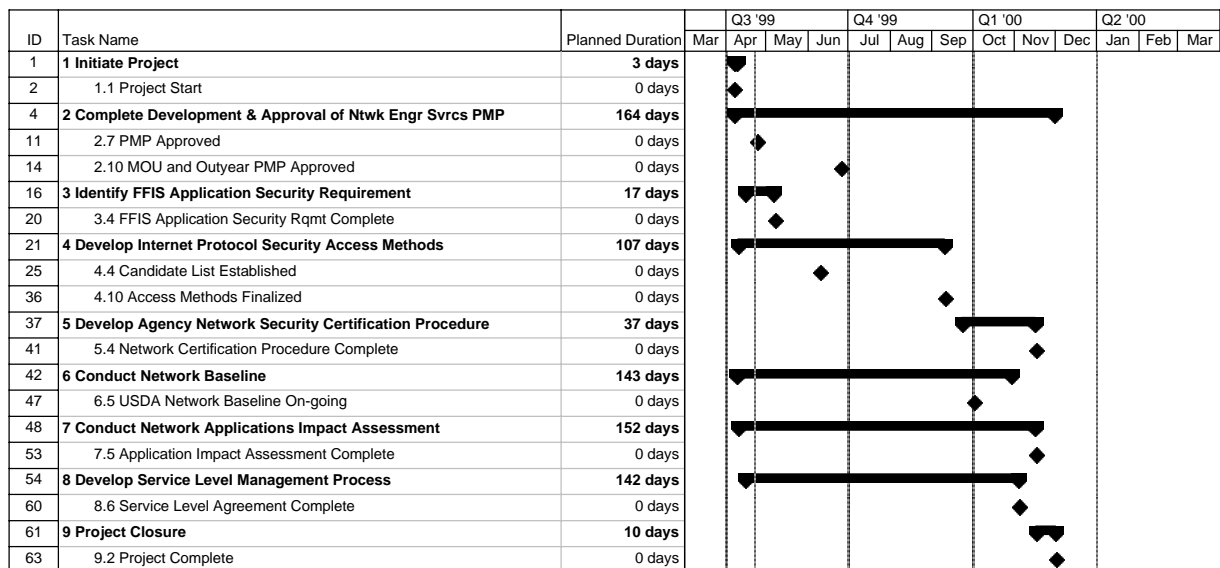 Q3 '99 Q4 '99 Q1 '00 Q2 '00
ID Task Name Planned Duration Mar Apr May Jun Jul Aug Sep Oct Nov Dec Jan Feb Mar
1 1 Initiate Project 3 days
2 1.1 Project Start 0 days
4 2 Complete Development & Approval of Ntwk Engr Svrcs PMP 164 days
11 2.7 PMP Approved 0 days
14 2.10 MOU and Outyear PMP Approved 0 days
16 3 Identify FFIS Application Security Requirement 17 days
20 3.4 FFIS Application Security Rqmt Complete 0 days
21 4 Develop Internet Protocol Security Access Methods 107 days
25 4.4 Candidate List Established 0 days
36 4.10 Access Methods Finalized 0 days
37 5 Develop Agency Network Security Certification Procedure 37 days
41 5.4 Network Certification Procedure Complete 0 days
42 6 Conduct Network Baseline 143 days
47 6.5 USDA Network Baseline On-going 0 days
48 7 Conduct Network Applications Impact Assessment 152 days
53 7.5 Application Impact Assessment Complete 0 days
54 8 Develop Service Level Management Process 142 days
60 8.6 Service Level Agreement Complete 0 days
61 9 Project Closure 10 days
63 9.2 Project Complete 0 days